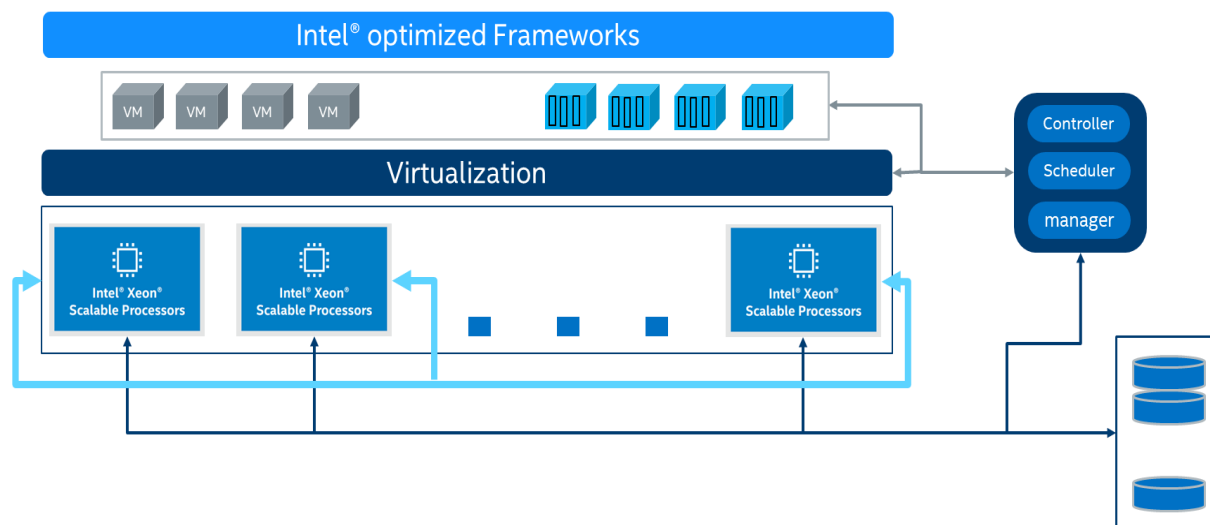 Intel® optimized Frameworks
VM
VM
VM
VM
Controller
Virtualization
Scheduler
manager
Intel® Xeon®
Scalable Processors
Intel® Xeon®
Scalable Processors
Intel® Xeon®
Scalable Processors